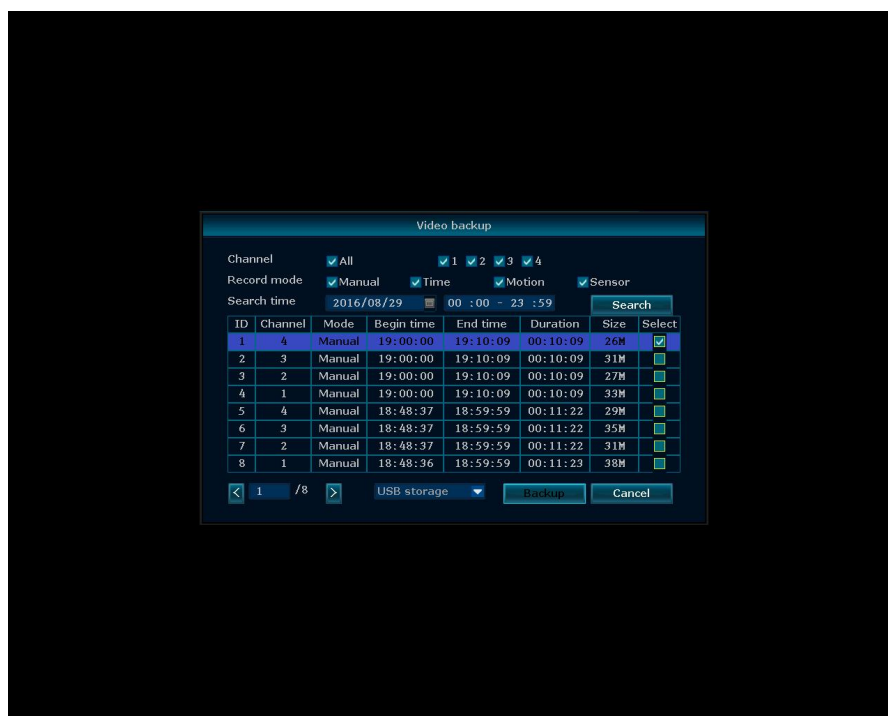 Video backup
Channel All 1 2 3 4
Record mode Manual Time Motion Sensor
Search time 2016/08/29 00 :00 - 23 :59 Search
ID Channel Mode Begin time End time Duration Size Select
1 4 Manual 19:00:00 19:10:09 00:10:09 26M
2 3 Manual 19:00:00 19:10:09 00:10:09 31M
3 2 Manual 19:00:00 19:10:09 00:10:09 27M
4 1 Manual 19:00:00 19:10:09 00:10:09 33M
5 4 Manual 18:48:37 18:59:59 00:11:22 29M
6 3 Manual 18:48:37 18:59:59 00:11:22 35M
7 2 Manual 18:48:37 18:59:59 00:11:22 31M
8 1 Manual 18:48:36 18:59:59 00:11:23 38M
< 1 /8 > USB storage Backup Cancel